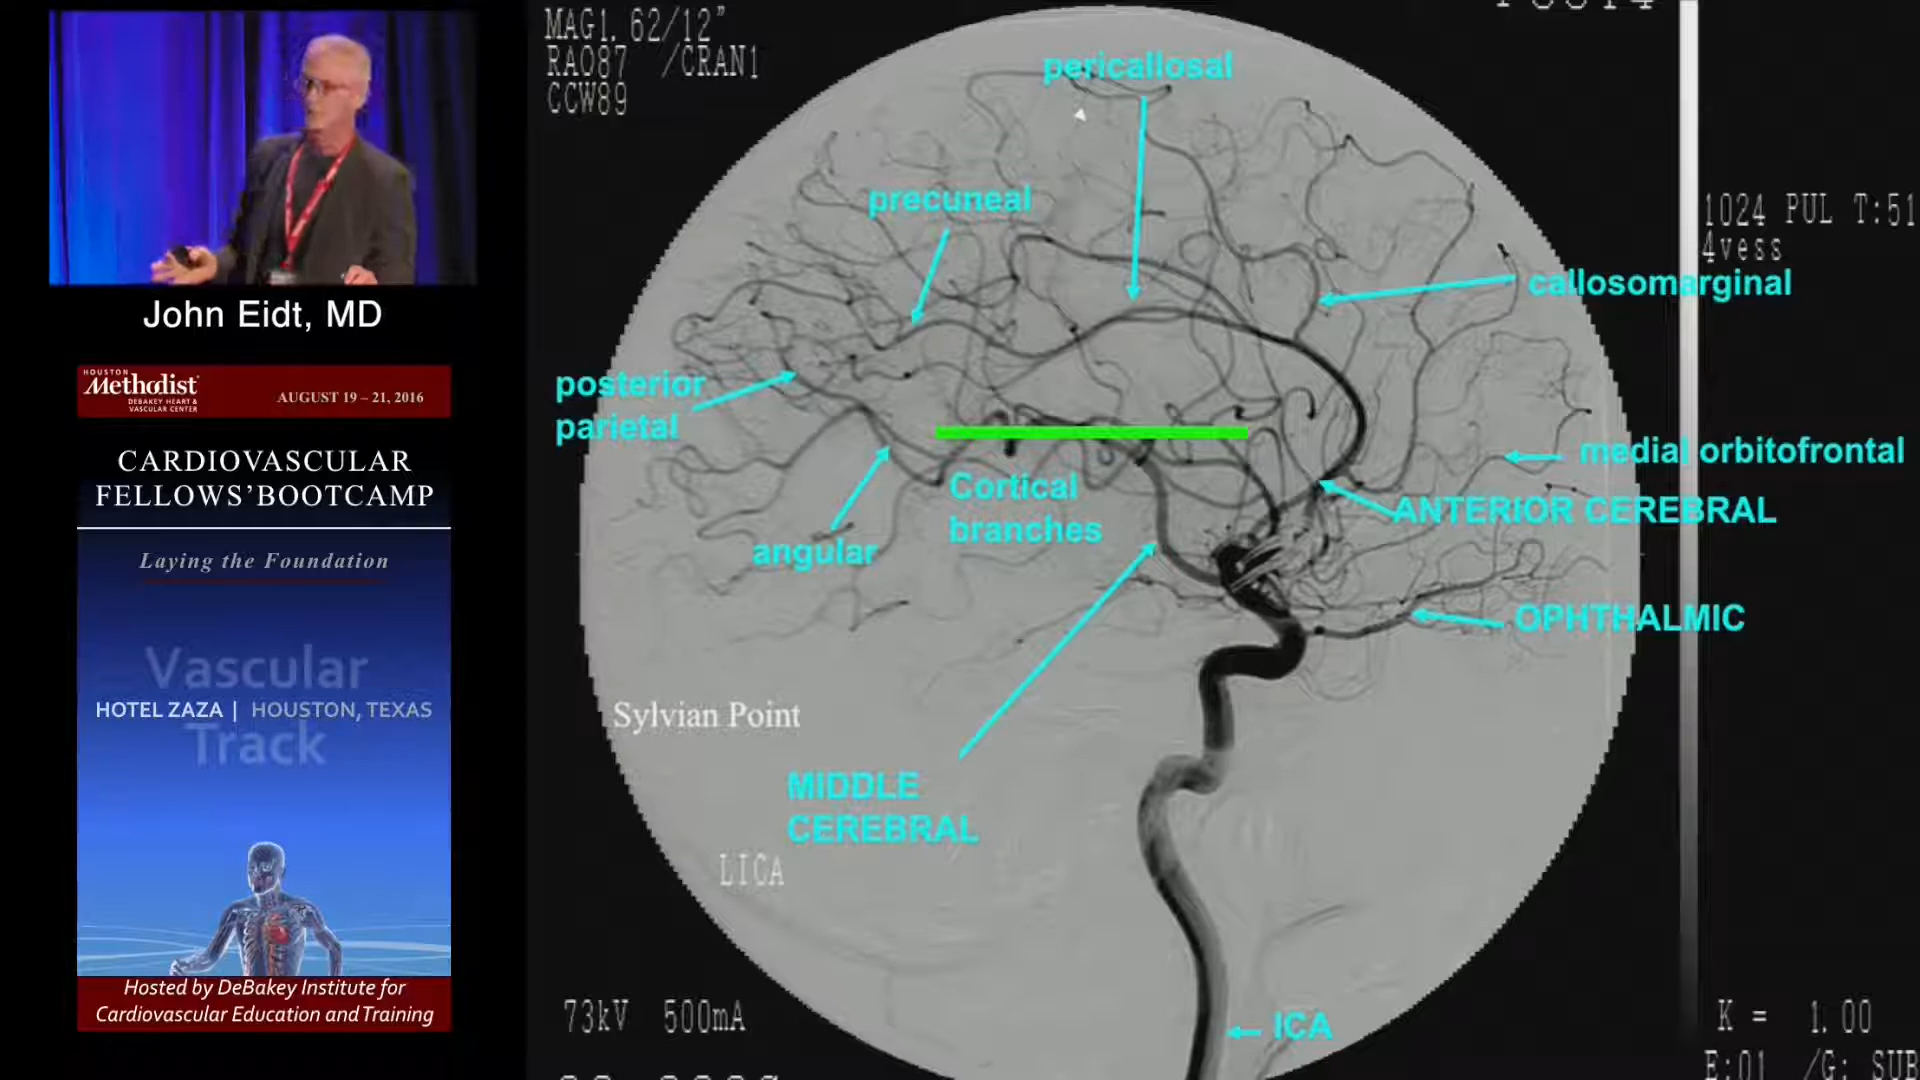 John Eidt, MD
HOUSTON
Methodist
DEBAKEY HEART &
VASCULAR CENTER
AUGUST 19 – 21, 2016
CARDIOVASCULAR
FELLOWS'BOOTCAMP
Laying the Foundation
Vascular
HOTEL ZAZA | HOUSTON, TEXAS
Track
Hosted by DeBakey Institute for
Cardiovascular Education and Training
MAG1. 62/12"
RAO87 /CRAN1
CCW89
pericallosal
precuneal
1024 PUL T:51
4vess
callosomarginal
posterior
parietal
medial orbitofrontal
Cortical
branches
ANTERIOR CEREBRAL
angular
OPHTHALMIC
Sylvian Point
MIDDLE
CEREBRAL
LICA
73kV 500mA
ICA
K = 1.00
E:01 /G: SUB